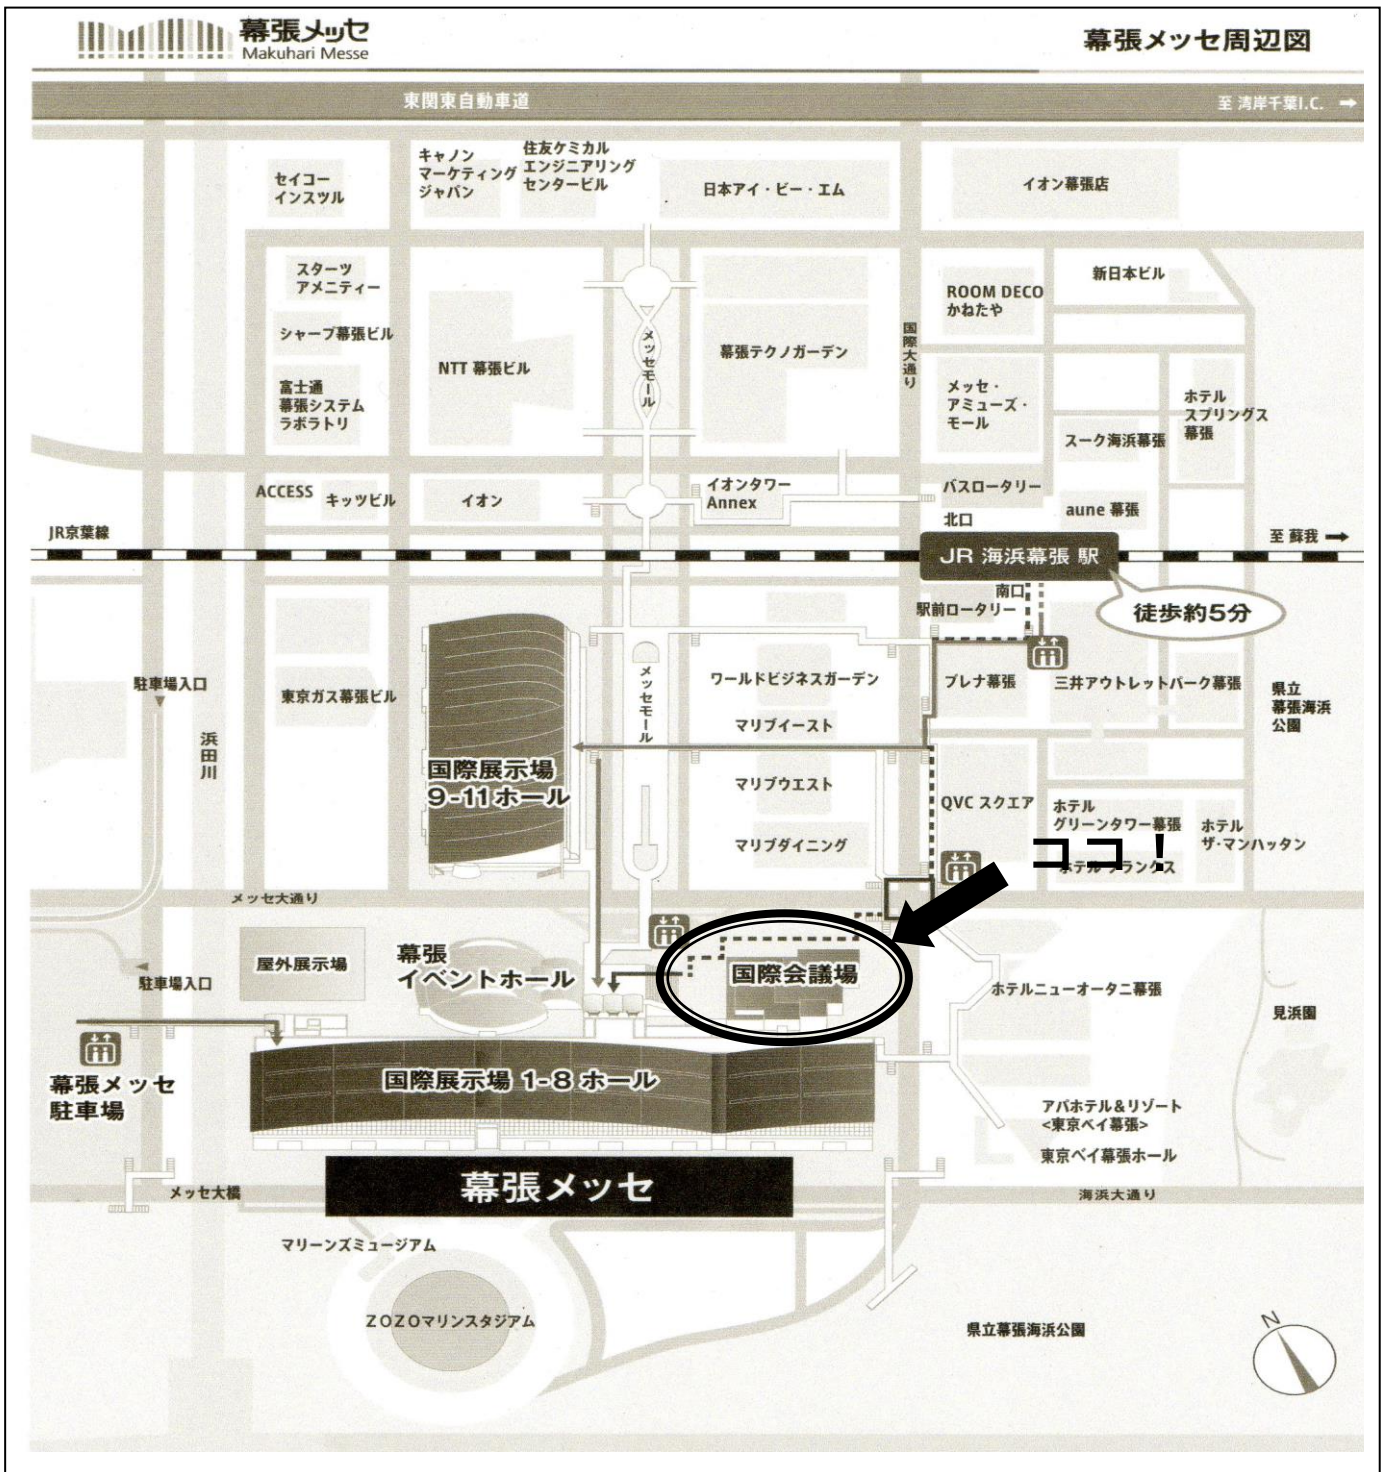 幕張メッセ
Makuhari Messe
幕張メッセ周辺図
東関東自動車道
至 湾岸千葉I.C.
セイコー
インスツル
キャノン
マーケティング
ジャパン
住友ケミカル
エンジニアリング
センタービル
日本アイ・ビー・エム
イオン幕張店
スターツ
アメニティー
シャープ幕張ビル
富士通
幕張システム
ラボラトリ
NTT 幕張ビル
メッセモール
幕張テクノガーデン
国際大通り
ROOM DECO
かねたや
新日本ビル
メッセ・
アミューズ・
モール
スーク海浜幕張
ホテル
スプリングス
幕張
ACCESS
キッツビル
イオン
イオンタワー
Annex
バスロータリー
北口
aune 幕張
JR京葉線
至 蘇我
JR 海浜幕張 駅
南口
駅前ロータリー
徒歩約5分
駐車場入口
浜田川
東京ガス幕張ビル
メッセモール
ワールドビジネスガーデン
マリブイースト
プレナ幕張
三井アウトレットパーク幕張
県立
幕張海浜
公園
国際展示場
9-11ホール
マリブウエスト
マリブダイニング
QVC スクエア
ホテル
グリーンタワー幕張
ホテル
ザ・マンハッタン
ココ！
ホテル フランクス
メッセ大通り
屋外展示場
駐車場入口
幕張
イベントホール
国際会議場
ホテルニューオータニ幕張
見浜園
幕張メッセ
駐車場
国際展示場 1-8 ホール
アパホテル&リゾート
<東京ベイ幕張>
東京ベイ幕張ホール
幕張メッセ
メッセ大橋
海浜大通り
マリーンズミュージアム
ZOZOマリンスタジアム
県立幕張海浜公園
N